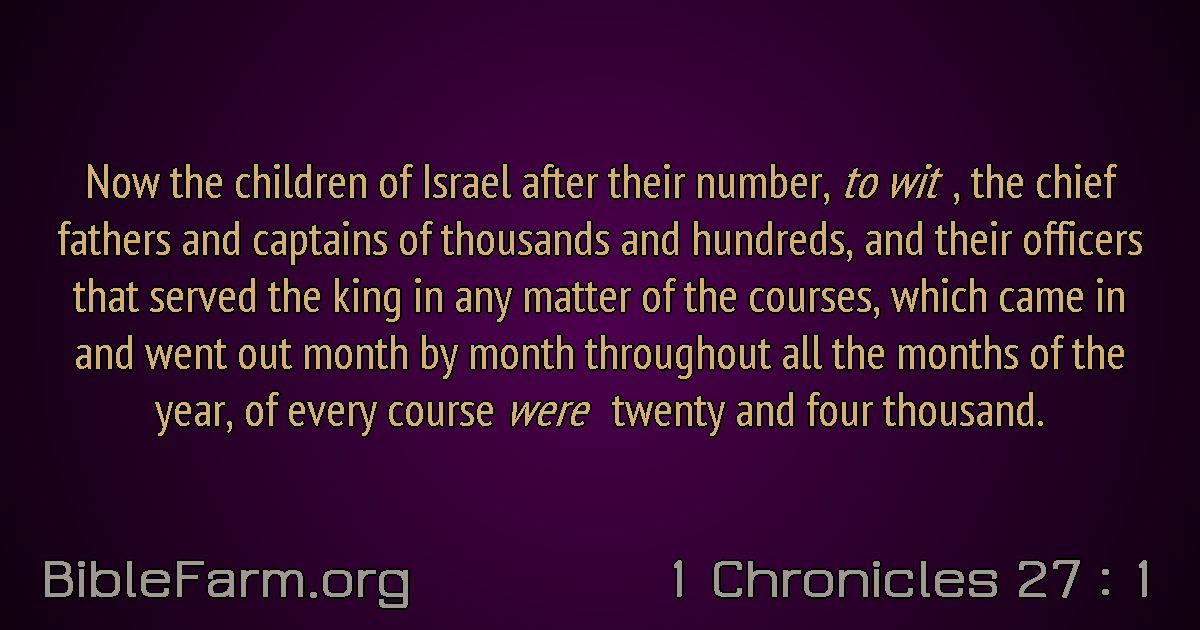 Now the children of Israel after their number, to wit , the chief
fathers and captains of thousands and hundreds, and their officers
that served the king in any matter of the courses, which came in
and went out month by month throughout all the months of the
year, of every course were twenty and four thousand.
BibleFarm.org
1 Chronicles 27 : 1